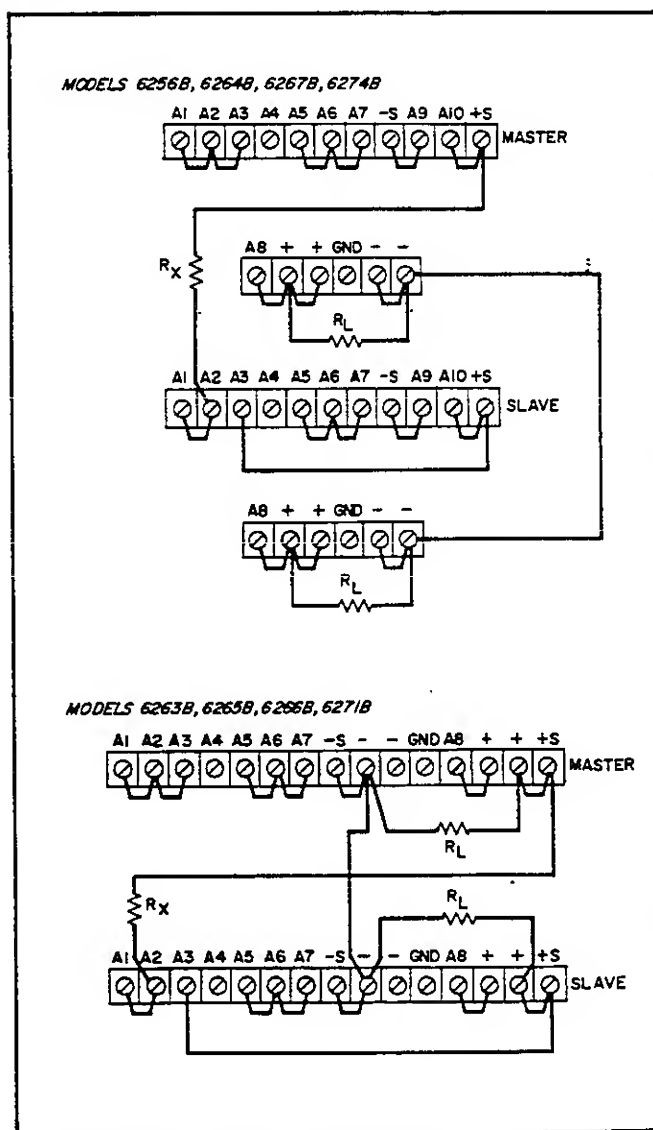 MODELS 6256B, 6264B, 6267B, 6274B
A1 A2 A3 A4 A5 A6 A7 -S A9 A10 +S
MASTER
RX
A8 + + GND - -
RL
A1 A2 A3 A4 A5 A6 A7 -S A9 A10 +S
SLAVE
A8 + + GND - -
RL
MODELS 6263B, 6265B, 6266B, 6271B
A1 A2 A3 A4 A5 A6 A7 -S - - GND A8 + + +S
MASTER
RL
RX
RL
A1 A2 A3 A4 A5 A6 A7 -S - - GND A8 + + +S
SLAVE